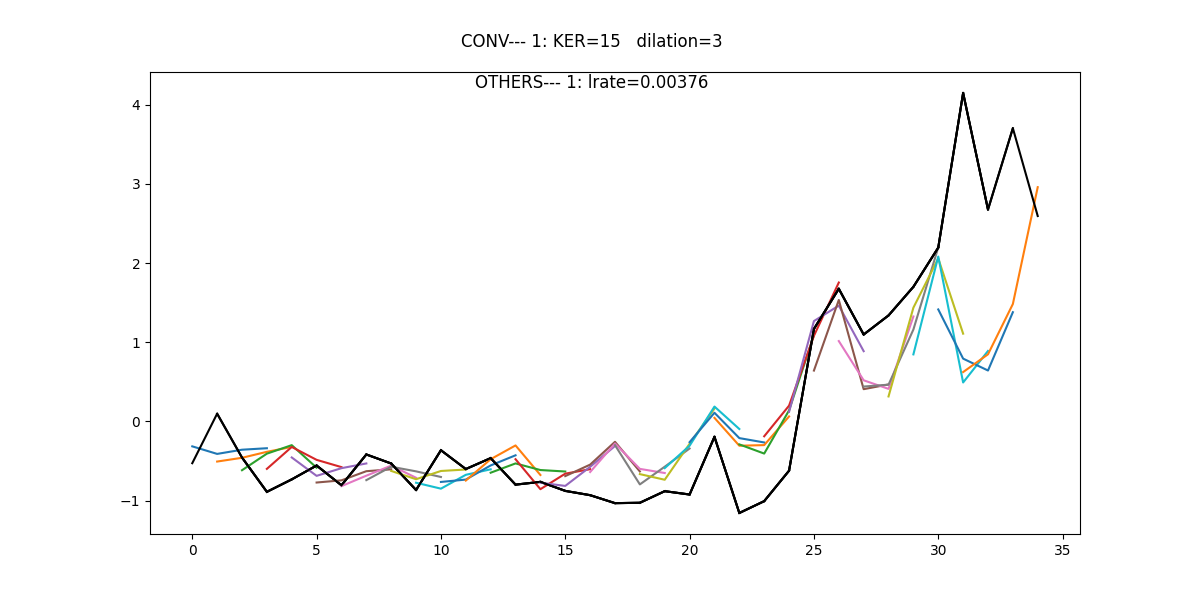 CONV--- 1: KER=15   dilation=3
OTHERS--- 1: lrate=0.00376
4
3
2
1
0
−1
0 5 10 15 20 25 30 35